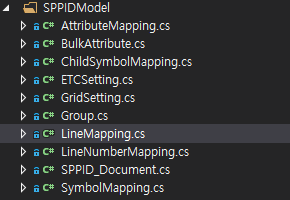 SPPIDModel
C# AttributeMapping.cs
C# BulkAttribute.cs
C# ChildSymbolMapping.cs
C# ETCSetting.cs
C# GridSetting.cs
C# Group.cs
C# LineMapping.cs
C# LineNumberMapping.cs
C# SPPID_Document.cs
C# SymbolMapping.cs